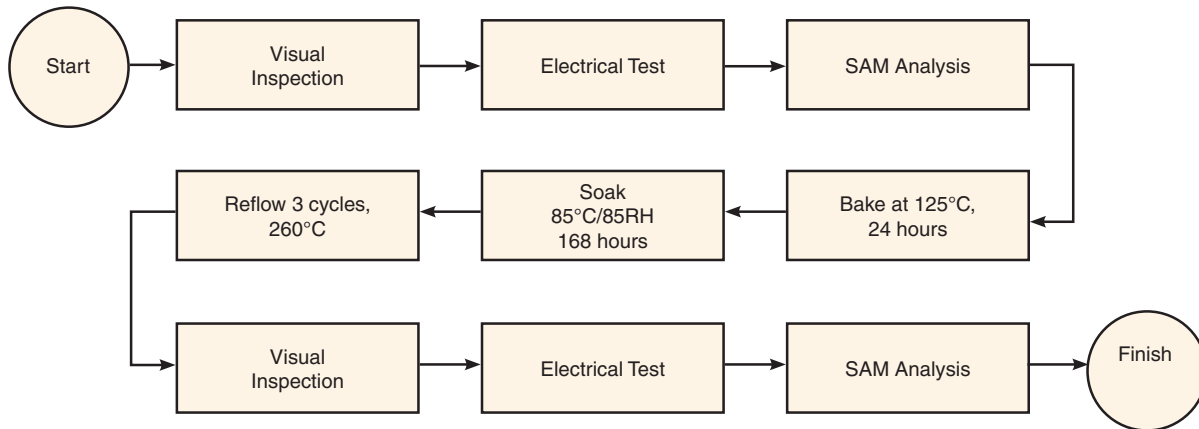 Start
Visual
Inspection
Electrical Test
SAM Analysis
Bake at 125°C,
24 hours
Soak
85°C/85RH
168 hours
Reflow 3 cycles,
260°C
Visual
Inspection
Electrical Test
SAM Analysis
Finish